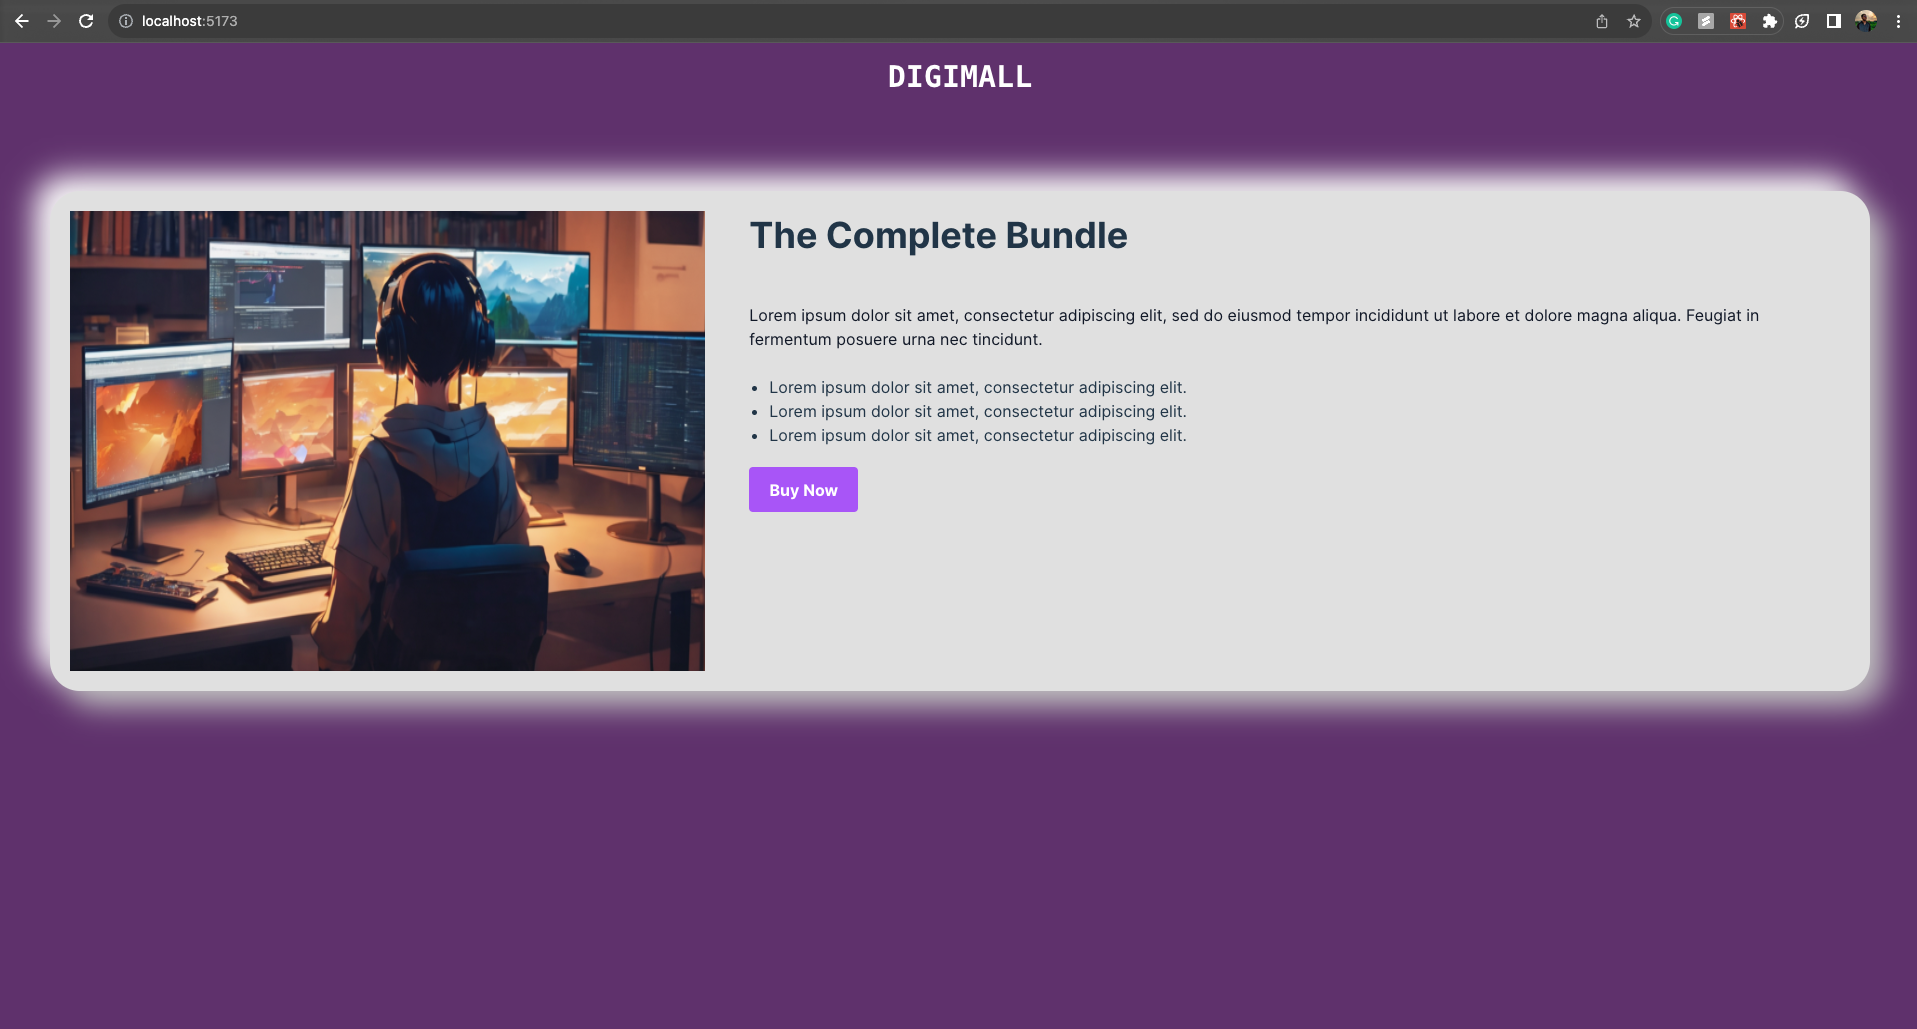 localhost:5173
DIGIMALL
The Complete Bundle
Lorem ipsum dolor sit amet, consectetur adipiscing elit, sed do eiusmod tempor incididunt ut labore et dolore magna aliqua. Feugiat in
fermentum posuere urna nec tincidunt.
• Lorem ipsum dolor sit amet, consectetur adipiscing elit.
• Lorem ipsum dolor sit amet, consectetur adipiscing elit.
• Lorem ipsum dolor sit amet, consectetur adipiscing elit.
Buy Now